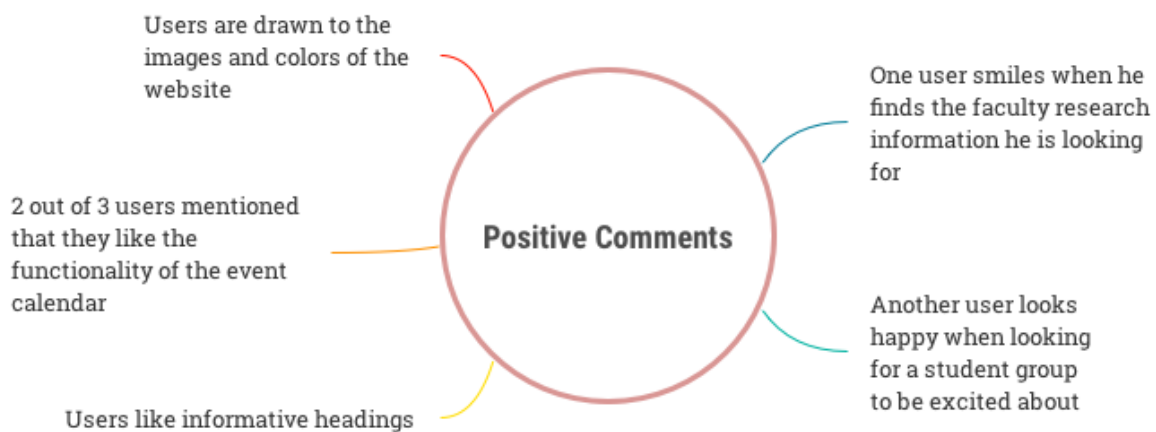 Users are drawn to the
images and colors of the
website
One user smiles when he
finds the faculty research
information he is looking
for
2 out of 3 users mentioned
that they like the
functionality of the event
calendar
Positive Comments
Another user looks
happy when looking
for a student group
to be excited about
Users like informative headings